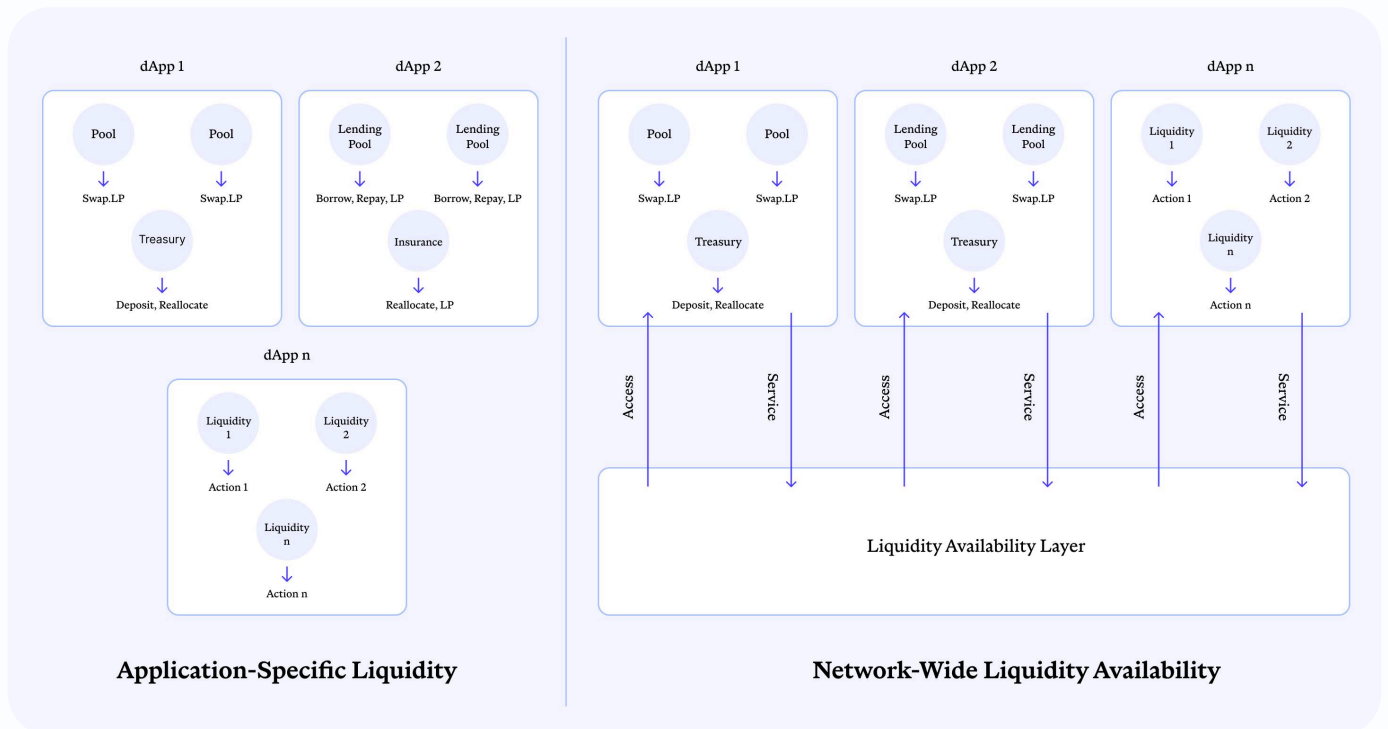 dApp 1
Pool
Pool
Swap.LP
Swap.LP
Treasury
Deposit, Reallocate
dApp 2
Lending
Pool
Lending
Pool
Borrow, Repay, LP
Borrow, Repay, LP
Insurance
Reallocate, LP
dApp n
Liquidity
1
Liquidity
2
Action 1
Action 2
Liquidity
n
Action n
Application-Specific Liquidity
dApp 1
Pool
Pool
Swap.LP
Swap.LP
Treasury
Deposit, Reallocate
dApp 2
Lending
Pool
Lending
Pool
Swap.LP
Swap.LP
Treasury
Deposit, Reallocate
dApp n
Liquidity
1
Liquidity
2
Action 1
Action 2
Liquidity
n
Action n
Access
Service
Access
Service
Access
Service
Liquidity Availability Layer
Network-Wide Liquidity Availability